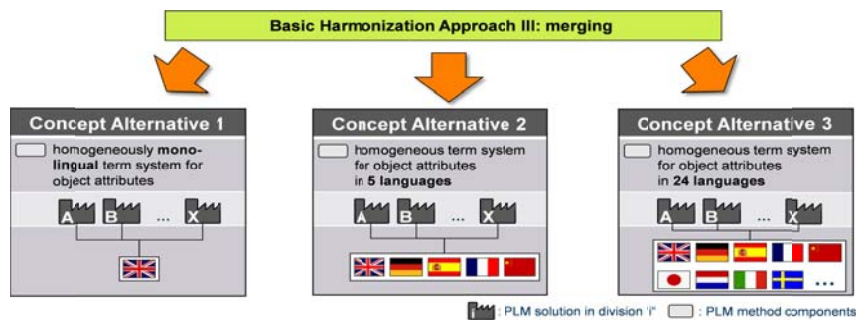 Basic Harmonization Approach III: merging
Concept Alternative 1
homogeneously mono-
lingual term system for
object attributes
A B ... X
Concept Alternative 2
homogeneous term system
for object attributes
in 5 languages
A B ... X
Concept Alternative 3
homogeneous term system
for object attributes
in 24 languages
A B ... X
...
i : PLM solution in division "i" : PLM method components